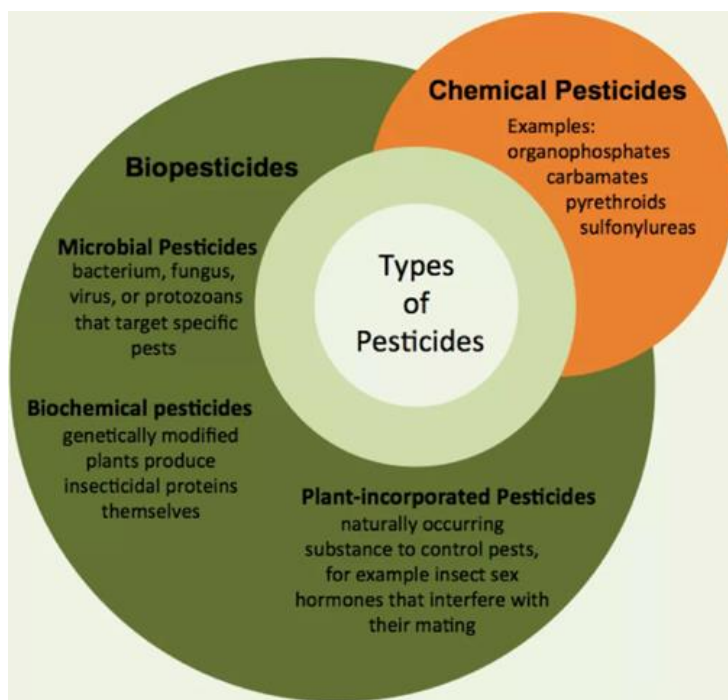 Chemical Pesticides
Examples:
organophosphates
carbamates
pyrethroids
sulfonylureas
Biopesticides
Microbial Pesticides
bacterium, fungus,
virus, or protozoans
that target specific
pests
Types
of
Pesticides
Biochemical pesticides
genetically modified
plants produce
insecticidal proteins
themselves
Plant-incorporated Pesticides
naturally occurring
substance to control pests,
for example insect sex
hormones that interfere with
their mating